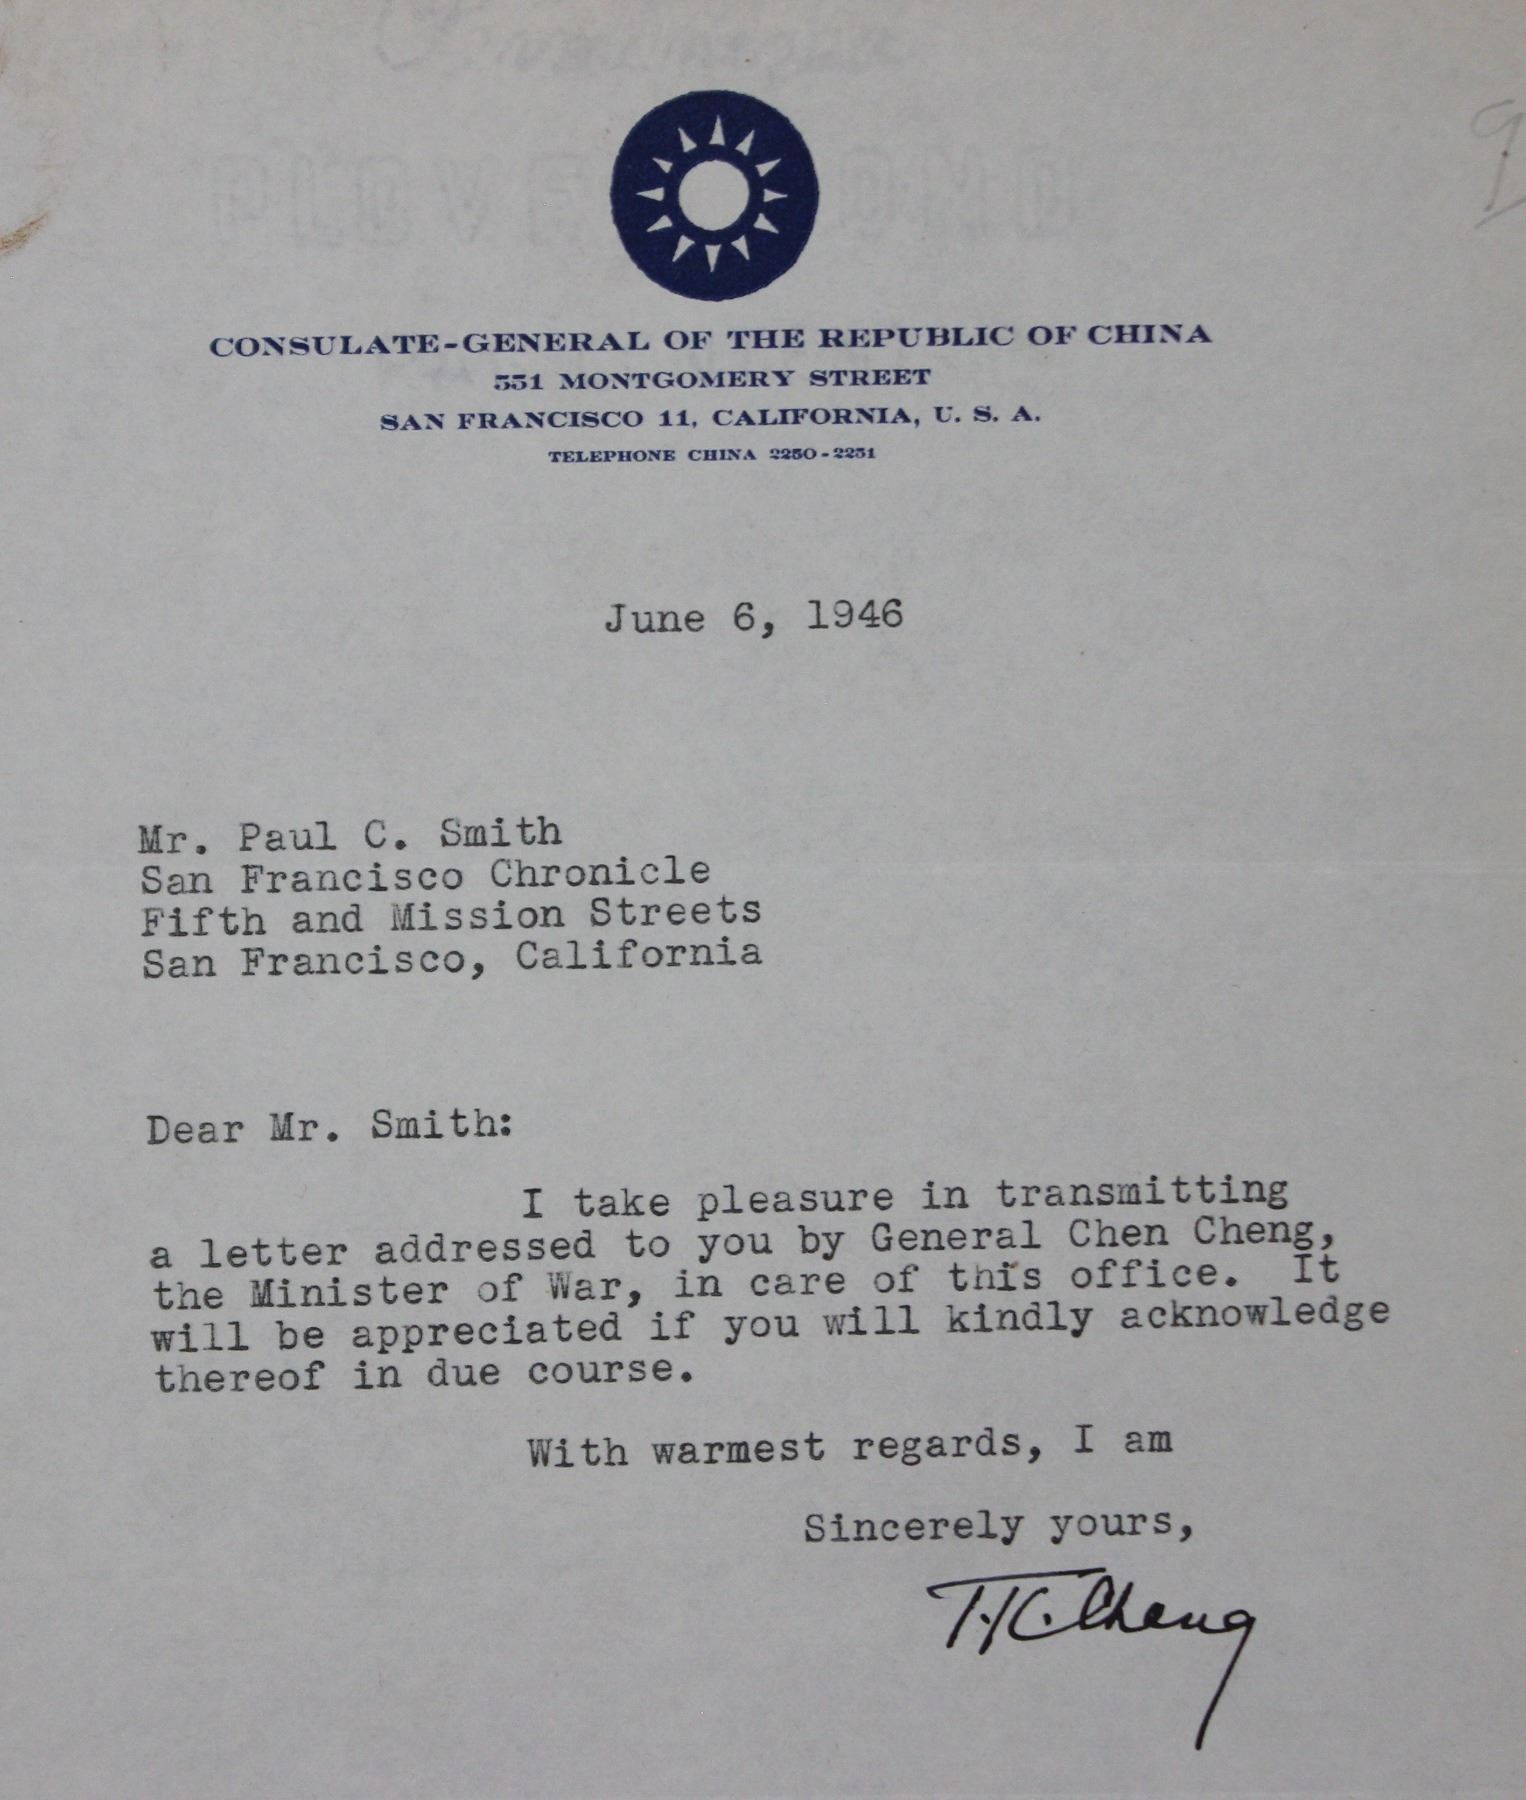 CONSULATE-GENERAL OF THE REPUBLIC OF CHINA
551 MONTGOMERY STREET
SAN FRANCISCO 11, CALIFORNIA, U. S. A.
TELEPHONE CHINA 2250-2251
June 6, 1946
Mr. Paul C. Smith
San Francisco Chronicle
Fifth and Mission Streets
San Francisco, California
Dear Mr. Smith:
I take pleasure in transmitting
a letter addressed to you by General Chen Cheng,
the Minister of War, in care of this office. It
will be appreciated if you will kindly acknowledge
thereof in due course.
With warmest regards, I am
Sincerely yours,
T.K. Chang